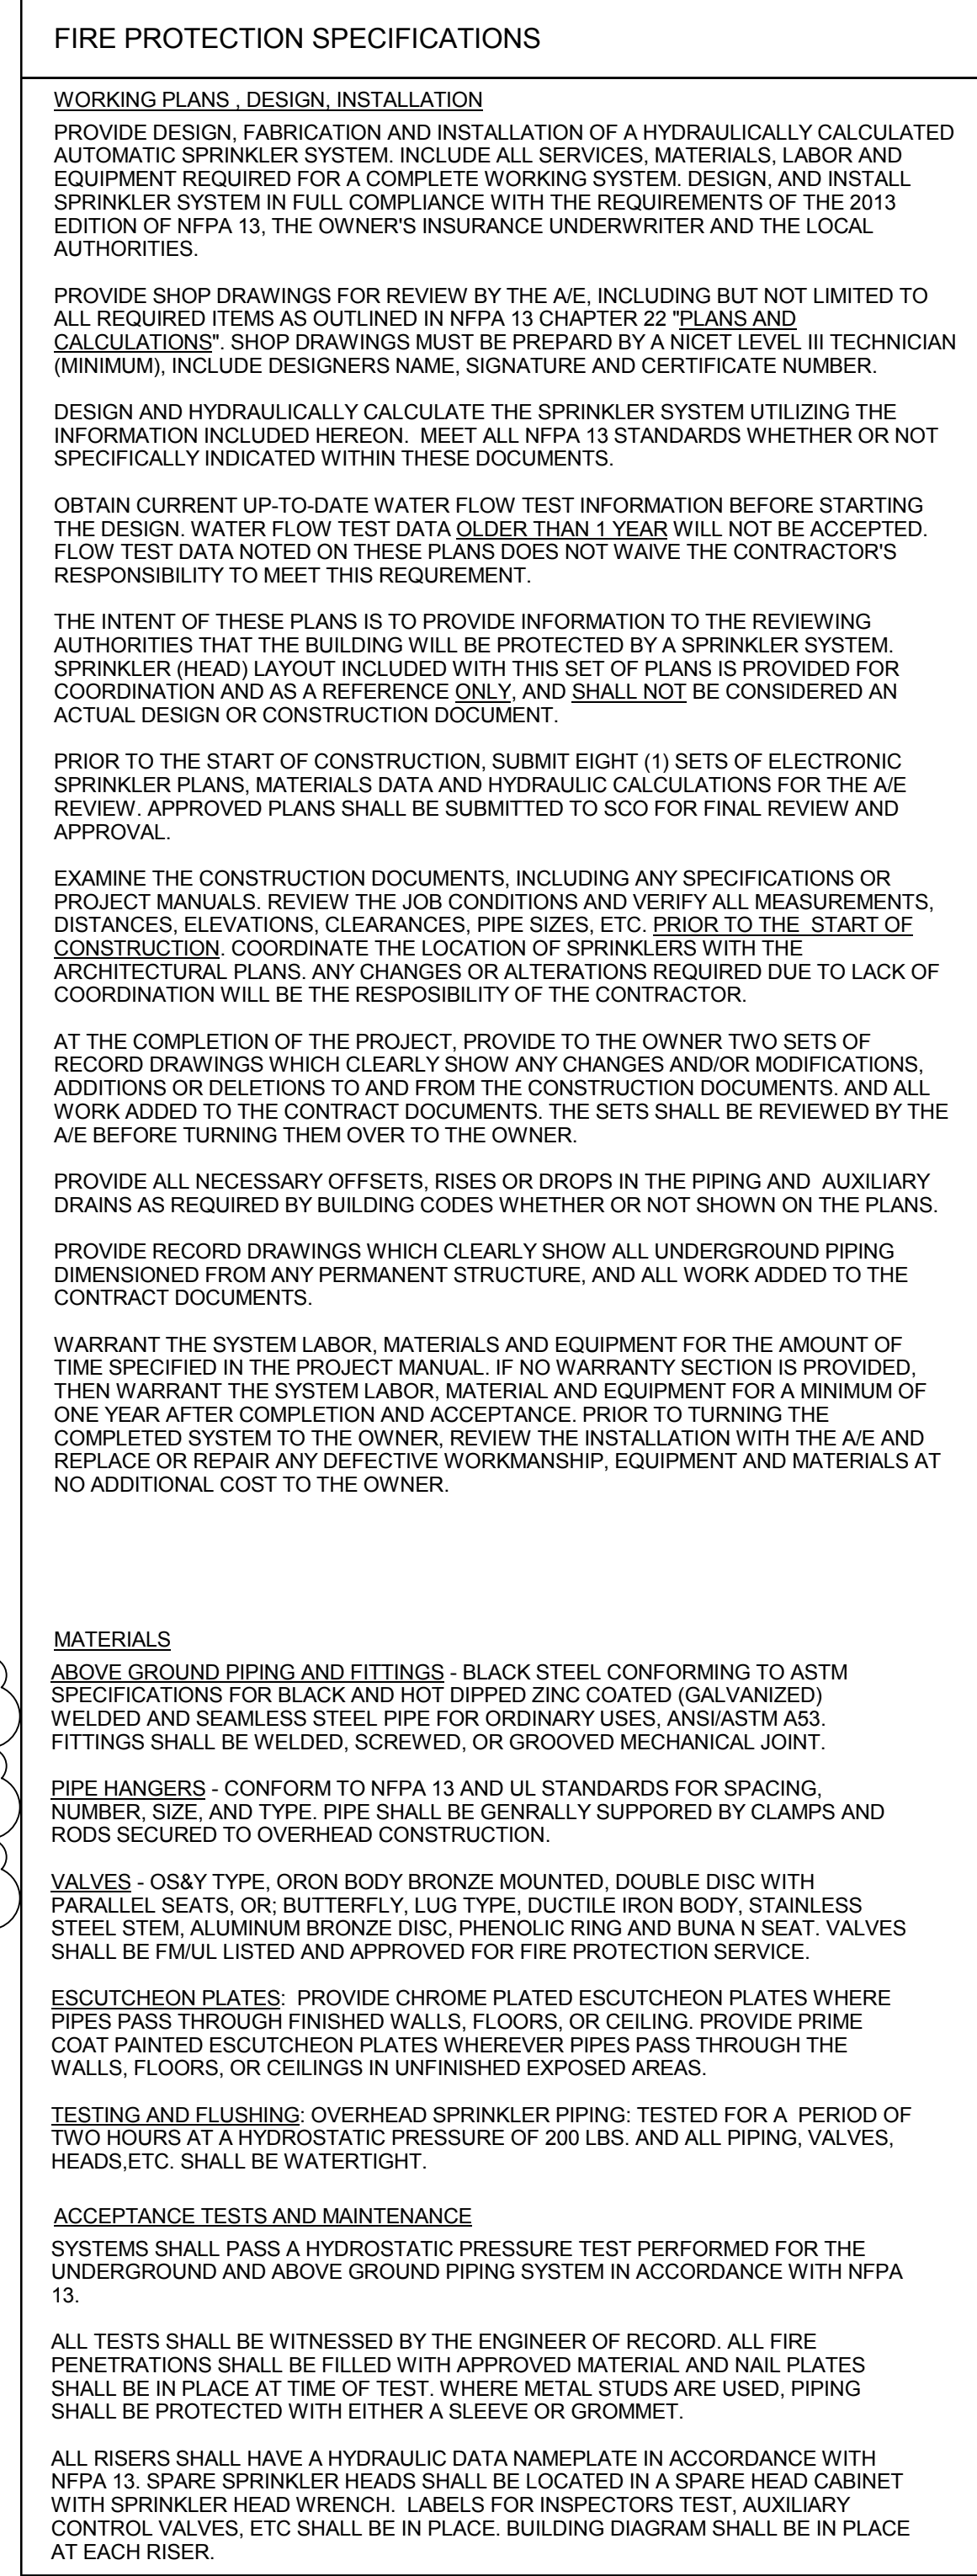 FIRE PROTECTION SPECIFICATIONS
WORKING PLANS , DESIGN, INSTALLATION
PROVIDE DESIGN, FABRICATION AND INSTALLATION OF A HYDRAULICALLY CALCULATED
AUTOMATIC SPRINKLER SYSTEM. INCLUDE ALL SERVICES, MATERIALS, LABOR AND
EQUIPMENT REQUIRED FOR A COMPLETE WORKING SYSTEM. DESIGN, AND INSTALL
SPRINKLER SYSTEM IN FULL COMPLIANCE WITH THE REQUIREMENTS OF THE 2013
EDITION OF NFPA 13, THE OWNER'S INSURANCE UNDERWRITER AND THE LOCAL
AUTHORITIES.
PROVIDE SHOP DRAWINGS FOR REVIEW BY THE A/E, INCLUDING BUT NOT LIMITED TO
ALL REQUIRED ITEMS AS OUTLINED IN NFPA 13 CHAPTER 22 "PLANS AND
CALCULATIONS". SHOP DRAWINGS MUST BE PREPARD BY A NICET LEVEL III TECHNICIAN
(MINIMUM), INCLUDE DESIGNERS NAME, SIGNATURE AND CERTIFICATE NUMBER.
DESIGN AND HYDRAULICALLY CALCULATE THE SPRINKLER SYSTEM UTILIZING THE
INFORMATION INCLUDED HEREON.  MEET ALL NFPA 13 STANDARDS WHETHER OR NOT
SPECIFICALLY INDICATED WITHIN THESE DOCUMENTS.
OBTAIN CURRENT UP-TO-DATE WATER FLOW TEST INFORMATION BEFORE STARTING
THE DESIGN. WATER FLOW TEST DATA OLDER THAN 1 YEAR WILL NOT BE ACCEPTED.
FLOW TEST DATA NOTED ON THESE PLANS DOES NOT WAIVE THE CONTRACTOR'S
RESPONSIBILITY TO MEET THIS REQUREMENT.
THE INTENT OF THESE PLANS IS TO PROVIDE INFORMATION TO THE REVIEWING
AUTHORITIES THAT THE BUILDING WILL BE PROTECTED BY A SPRINKLER SYSTEM.
SPRINKLER (HEAD) LAYOUT INCLUDED WITH THIS SET OF PLANS IS PROVIDED FOR
COORDINATION AND AS A REFERENCE ONLY, AND SHALL NOT BE CONSIDERED AN
ACTUAL DESIGN OR CONSTRUCTION DOCUMENT.
PRIOR TO THE START OF CONSTRUCTION, SUBMIT EIGHT (1) SETS OF ELECTRONIC
SPRINKLER PLANS, MATERIALS DATA AND HYDRAULIC CALCULATIONS FOR THE A/E
REVIEW. APPROVED PLANS SHALL BE SUBMITTED TO SCO FOR FINAL REVIEW AND
APPROVAL.
EXAMINE THE CONSTRUCTION DOCUMENTS, INCLUDING ANY SPECIFICATIONS OR
PROJECT MANUALS. REVIEW THE JOB CONDITIONS AND VERIFY ALL MEASUREMENTS,
DISTANCES, ELEVATIONS, CLEARANCES, PIPE SIZES, ETC. PRIOR TO THE  START OF
CONSTRUCTION. COORDINATE THE LOCATION OF SPRINKLERS WITH THE
ARCHITECTURAL PLANS. ANY CHANGES OR ALTERATIONS REQUIRED DUE TO LACK OF
COORDINATION WILL BE THE RESPOSIBILITY OF THE CONTRACTOR.
AT THE COMPLETION OF THE PROJECT, PROVIDE TO THE OWNER TWO SETS OF
RECORD DRAWINGS WHICH CLEARLY SHOW ANY CHANGES AND/OR MODIFICATIONS,
ADDITIONS OR DELETIONS TO AND FROM THE CONSTRUCTION DOCUMENTS. AND ALL
WORK ADDED TO THE CONTRACT DOCUMENTS. THE SETS SHALL BE REVIEWED BY THE
A/E BEFORE TURNING THEM OVER TO THE OWNER.
PROVIDE ALL NECESSARY OFFSETS, RISES OR DROPS IN THE PIPING AND  AUXILIARY
DRAINS AS REQUIRED BY BUILDING CODES WHETHER OR NOT SHOWN ON THE PLANS.
PROVIDE RECORD DRAWINGS WHICH CLEARLY SHOW ALL UNDERGROUND PIPING
DIMENSIONED FROM ANY PERMANENT STRUCTURE, AND ALL WORK ADDED TO THE
CONTRACT DOCUMENTS.
WARRANT THE SYSTEM LABOR, MATERIALS AND EQUIPMENT FOR THE AMOUNT OF
TIME SPECIFIED IN THE PROJECT MANUAL. IF NO WARRANTY SECTION IS PROVIDED,
THEN WARRANT THE SYSTEM LABOR, MATERIAL AND EQUIPMENT FOR A MINIMUM OF
ONE YEAR AFTER COMPLETION AND ACCEPTANCE. PRIOR TO TURNING THE
COMPLETED SYSTEM TO THE OWNER, REVIEW THE INSTALLATION WITH THE A/E AND
REPLACE OR REPAIR ANY DEFECTIVE WORKMANSHIP, EQUIPMENT AND MATERIALS AT
NO ADDITIONAL COST TO THE OWNER.
MATERIALS
ABOVE GROUND PIPING AND FITTINGS - BLACK STEEL CONFORMING TO ASTM
SPECIFICATIONS FOR BLACK AND HOT DIPPED ZINC COATED (GALVANIZED)
WELDED AND SEAMLESS STEEL PIPE FOR ORDINARY USES, ANSI/ASTM A53.
FITTINGS SHALL BE WELDED, SCREWED, OR GROOVED MECHANICAL JOINT.
PIPE HANGERS - CONFORM TO NFPA 13 AND UL STANDARDS FOR SPACING,
NUMBER, SIZE, AND TYPE. PIPE SHALL BE GENRALLY SUPPORED BY CLAMPS AND
RODS SECURED TO OVERHEAD CONSTRUCTION.
VALVES - OS&Y TYPE, ORON BODY BRONZE MOUNTED, DOUBLE DISC WITH
PARALLEL SEATS, OR; BUTTERFLY, LUG TYPE, DUCTILE IRON BODY, STAINLESS
STEEL STEM, ALUMINUM BRONZE DISC, PHENOLIC RING AND BUNA N SEAT. VALVES
SHALL BE FM/UL LISTED AND APPROVED FOR FIRE PROTECTION SERVICE.
ESCUTCHEON PLATES:  PROVIDE CHROME PLATED ESCUTCHEON PLATES WHERE
PIPES PASS THROUGH FINISHED WALLS, FLOORS, OR CEILING. PROVIDE PRIME
COAT PAINTED ESCUTCHEON PLATES WHEREVER PIPES PASS THROUGH THE
WALLS, FLOORS, OR CEILINGS IN UNFINISHED EXPOSED AREAS.
TESTING AND FLUSHING: OVERHEAD SPRINKLER PIPING: TESTED FOR A  PERIOD OF
TWO HOURS AT A HYDROSTATIC PRESSURE OF 200 LBS. AND ALL PIPING, VALVES,
HEADS,ETC. SHALL BE WATERTIGHT.
ACCEPTANCE TESTS AND MAINTENANCE
SYSTEMS SHALL PASS A HYDROSTATIC PRESSURE TEST PERFORMED FOR THE
UNDERGROUND AND ABOVE GROUND PIPING SYSTEM IN ACCORDANCE WITH NFPA
13.
ALL TESTS SHALL BE WITNESSED BY THE ENGINEER OF RECORD. ALL FIRE
PENETRATIONS SHALL BE FILLED WITH APPROVED MATERIAL AND NAIL PLATES
SHALL BE IN PLACE AT TIME OF TEST. WHERE METAL STUDS ARE USED, PIPING
SHALL BE PROTECTED WITH EITHER A SLEEVE OR GROMMET.
ALL RISERS SHALL HAVE A HYDRAULIC DATA NAMEPLATE IN ACCORDANCE WITH
NFPA 13. SPARE SPRINKLER HEADS SHALL BE LOCATED IN A SPARE HEAD CABINET
WITH SPRINKLER HEAD WRENCH.  LABELS FOR INSPECTORS TEST, AUXILIARY
CONTROL VALVES, ETC SHALL BE IN PLACE. BUILDING DIAGRAM SHALL BE IN PLACE
AT EACH RISER.